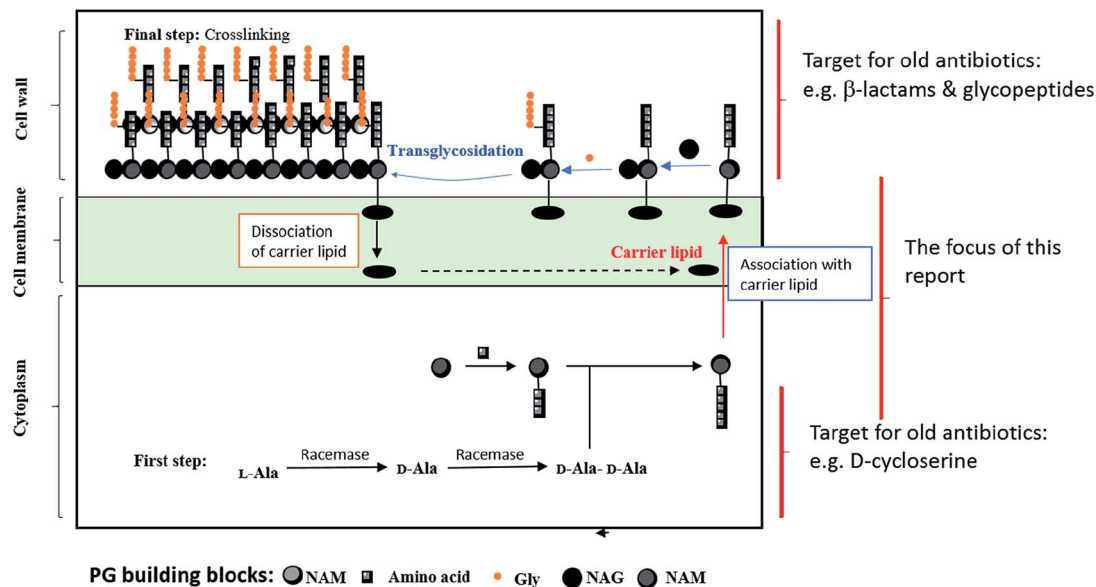 Final step: Crosslinking
Cell wall
Transglycosidation
Target for old antibiotics:
e.g. β-lactams & glycopeptides
Cell membrane
Dissociation
of carrier lipid
Carrier lipid
Association with
carrier lipid
The focus of this
report
Cytoplasm
First step:
L-Ala
Racemase
D-Ala
Racemase
D-Ala- D-Ala
Target for old antibiotics:
e.g. D-cycloserine
PG building blocks: NAM Amino acid Gly NAG NAM